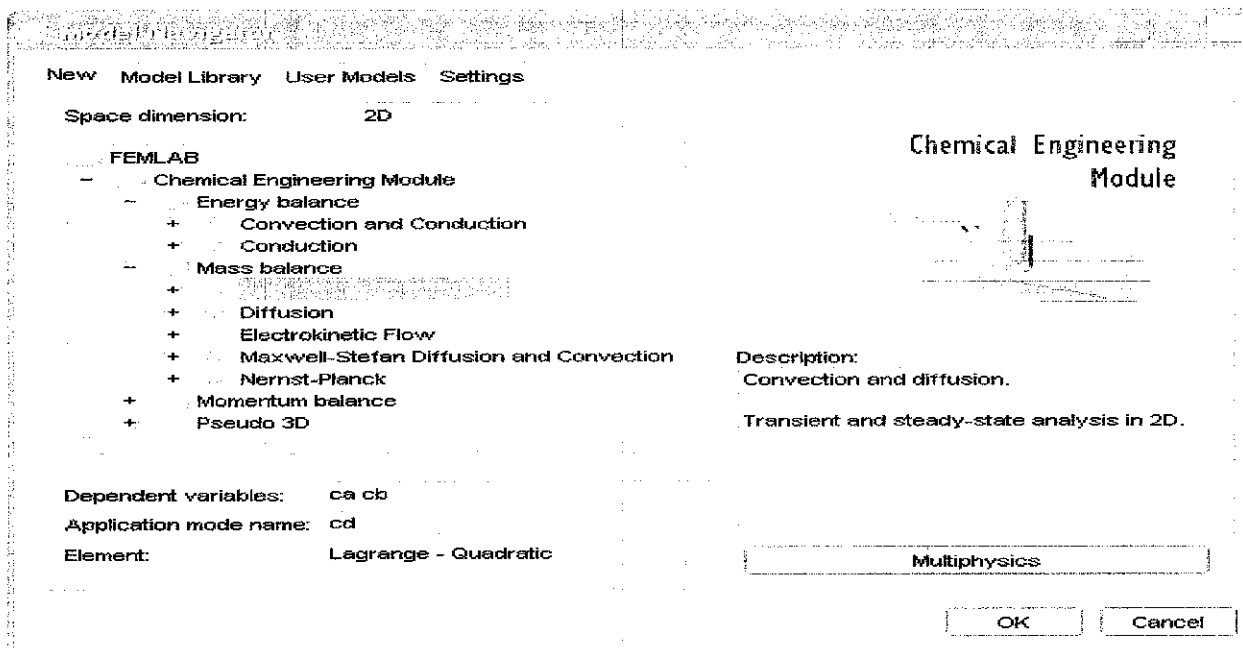 New Model Library User Models Settings
Space dimension: 2D
FEMLAB
Chemical Engineering Module
Energy balance
Convection and Conduction
Conduction
Mass balance
Diffusion
Electrokinetic Flow
Maxwell-Stefan Diffusion and Convection
Nernst-Planck
Momentum balance
Pseudo 3D
Dependent variables: ca cb
Application mode name: cd
Element: Lagrange - Quadratic
Chemical Engineering
Module
Description:
Convection and diffusion.
Transient and steady-state analysis in 2D.
Multiphysics
OK Cancel